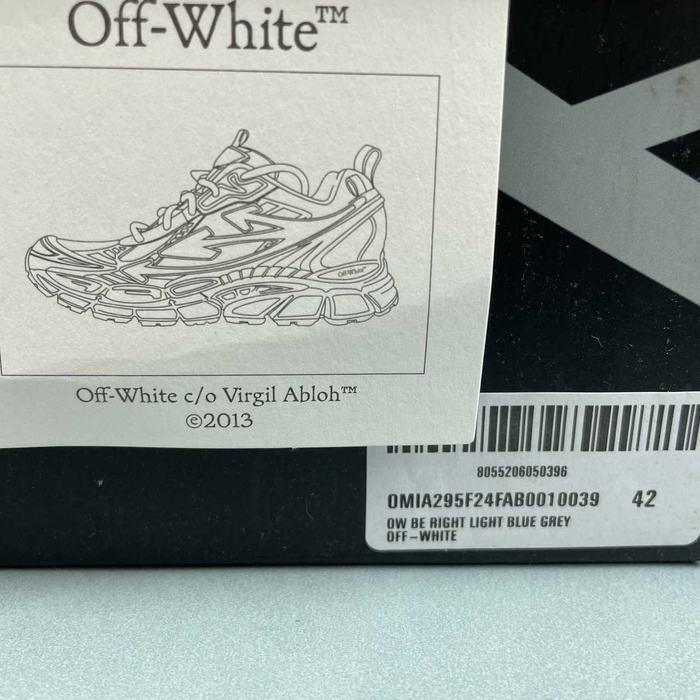 Off-White™
Off-White™
Off-White c/o Virgil Abloh™
©2013
8055206050396
OMIA295F24FAB0010039 42
OW BE RIGHT LIGHT BLUE GREY
OFF-WHITE